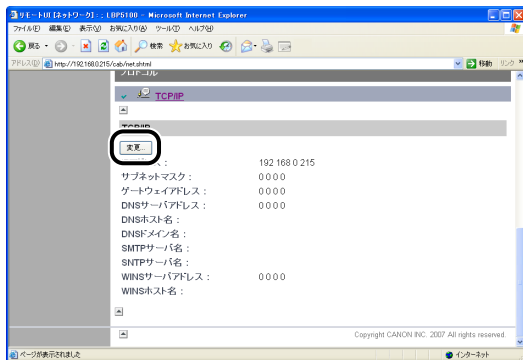 リモートUI [ネットワーク] : ; LBP5100 - Microsoft Internet Explorer
ファイル(F) 編集(E) 表示(V) お気に入り(A) ツール(T) ヘルプ(H)
戻る 検索 お気に入り
アドレス(D) http://192.168.0.215/cab/net.shtml 移動 リンク »
プロトコル
TCP/IP
TCP/IP
変更...
192 168 0 215
サブネットマスク : 0 0 0 0
ゲートウェイアドレス : 0 0 0 0
DNSサーバアドレス : 0 0 0 0
DNSホスト名 :
DNSドメイン名 :
SMTPサーバ名 :
SNTPサーバ名 :
WINSサーバアドレス : 0 0 0 0
WINSホスト名 :
Copyright CANON INC. 2007 All rights reserved.
ページが表示されました インターネット